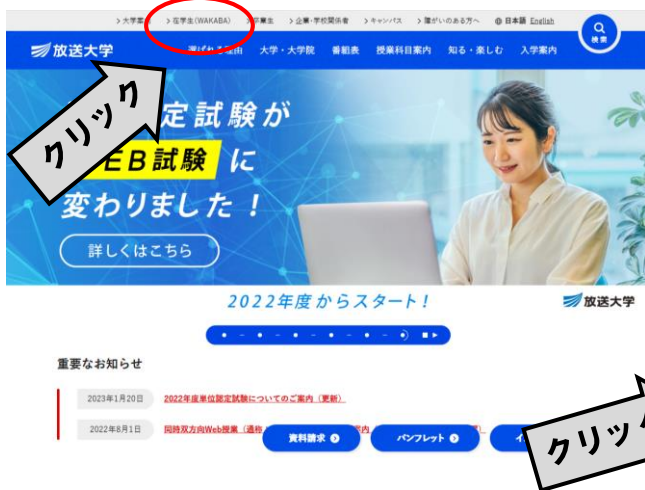 >大学案
>在学生(WAKABA)
卒業生
>企業・学校関係者
>キャンパス
>障がいのある方へ
日本語 English
検索
放送大学
選ばれる理由
大学・大学院
番組表
授業科目案内
知る・楽しむ
入学案内
クリック
定試験が
EB試験 に
変わりました!
詳しくはこちら
2022年度からスタート!
放送大学
重要なお知らせ
2023年1月20日
2022年度単位認定試験についてのご案内(更新)
2022年8月1日
同時双方向Web授業(通称
内
資料請求
パンフレット
クリック